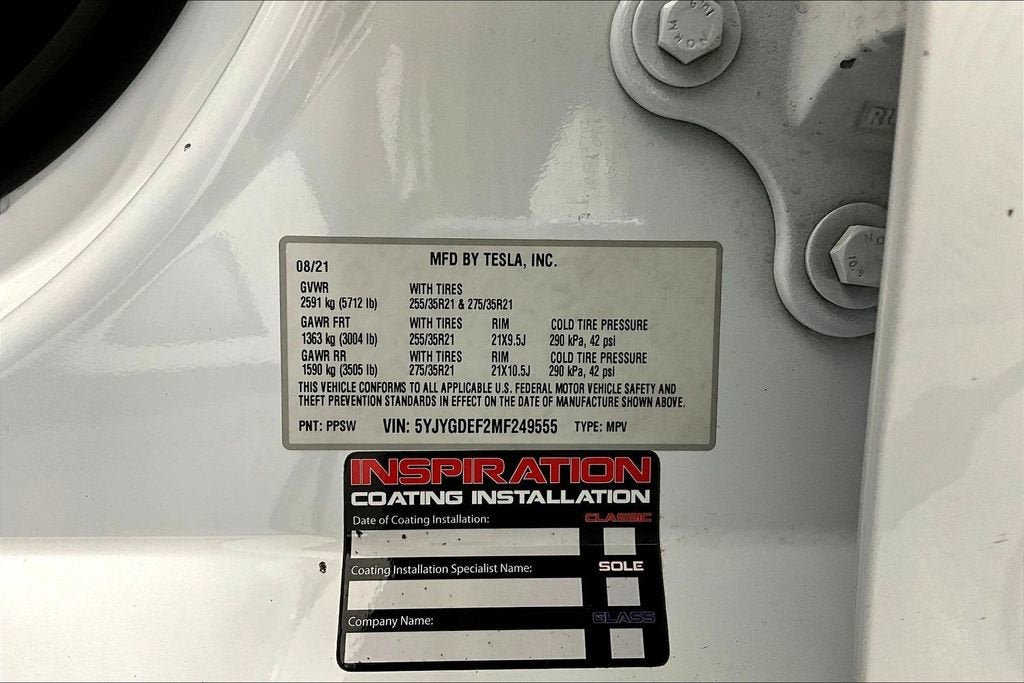 08/21 MFD BY TESLA, INC.
GVWR WITH TIRES
2591 kg (5712 lb) 255/35R21 & 275/35R21
GAWR FRT WITH TIRES RIM COLD TIRE PRESSURE
1363 kg (3004 lb) 255/35R21 21X9.5J 290 kPa, 42 psi
GAWR RR WITH TIRES RIM COLD TIRE PRESSURE
1590 kg (3505 lb) 275/35R21 21X10.5J 290 kPa, 42 psi
THIS VEHICLE CONFORMS TO ALL APPLICABLE U.S. FEDERAL MOTOR VEHICLE SAFETY AND
THEFT PREVENTION STANDARDS IN EFFECT ON THE DATE OF MANUFACTURE SHOWN ABOVE.
PNT: PPSW VIN: 5YJYGDEF2MF249555 TYPE: MPV
INSPIRATION
COATING INSTALLATION
Date of Coating Installation: CLASSIC
Coating Installation Specialist Name: SOLE
Company Name: GLASS